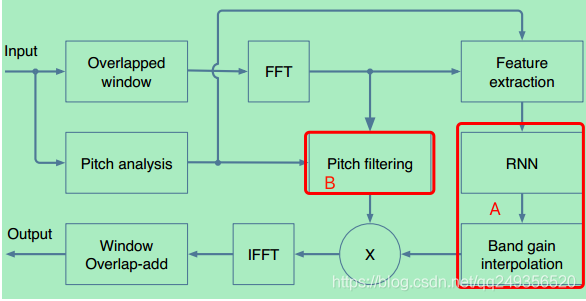 Input
Overlapped
window
FFT
Feature
extraction
Pitch analysis
Pitch filtering
B
RNN
A
Output
Window
Overlap-add
IFFT
X
Band gain
interpolation
https://blog.csdn.net/qq249356520